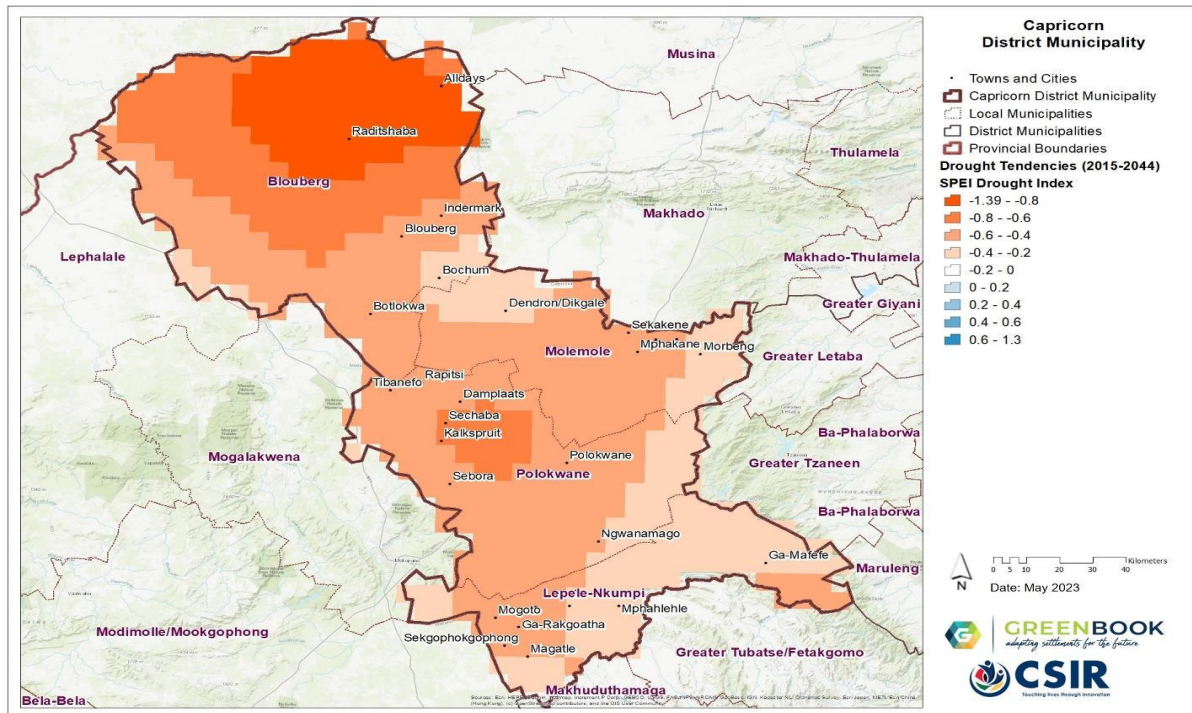 Capricorn
District Municipality
Towns and Cities
Capricorn District Municipality
Local Municipalities
District Municipalities
Provincial Boundaries
Drought Tendencies (2015-2044)
SPEI Drought Index
-1.39 - -0.8
-0.8 - -0.6
-0.6 - -0.4
-0.4 - -0.2
-0.2 - 0
0 - 0.2
0.2 - 0.4
0.4 - 0.6
0.6 - 1.3
Musina
Alldays
Raditshaba
Thulamela
Blouberg
Indermark
Makhado
Blouberg
Lephalale
Makhado-Thulamela
Bochum
Greater Giyani
Botlokwa
Dendron/Dikgale
Sekakene
Molemole
Mphakane
Morbeng
Greater Letaba
Rapitsi
Tibanefo
Damplaats
Sechaba
Kalkspruit
Ba-Phalaborwa
Mogalakwena
Polokwane
Greater Tzaneen
Polokwane
Sebora
Ba-Phalaborwa
Ngwanamago
Ga-Mafefe
Maruleng
Lepele-Nkumpi
Mphahlehle
Mogoto
Ga-Rakgoatha
Modimolle/Mookgophong
Sekgophokgophong
Magatle
Greater Tubatse/Fetakgomo
Makhuduthamaga
Bela-Bela
0 5 10 20 30 40
Kilometers
N
Date: May 2023
G
GREENBOOK
adapting settlements for the future
CSIR
Touching lives through innovation